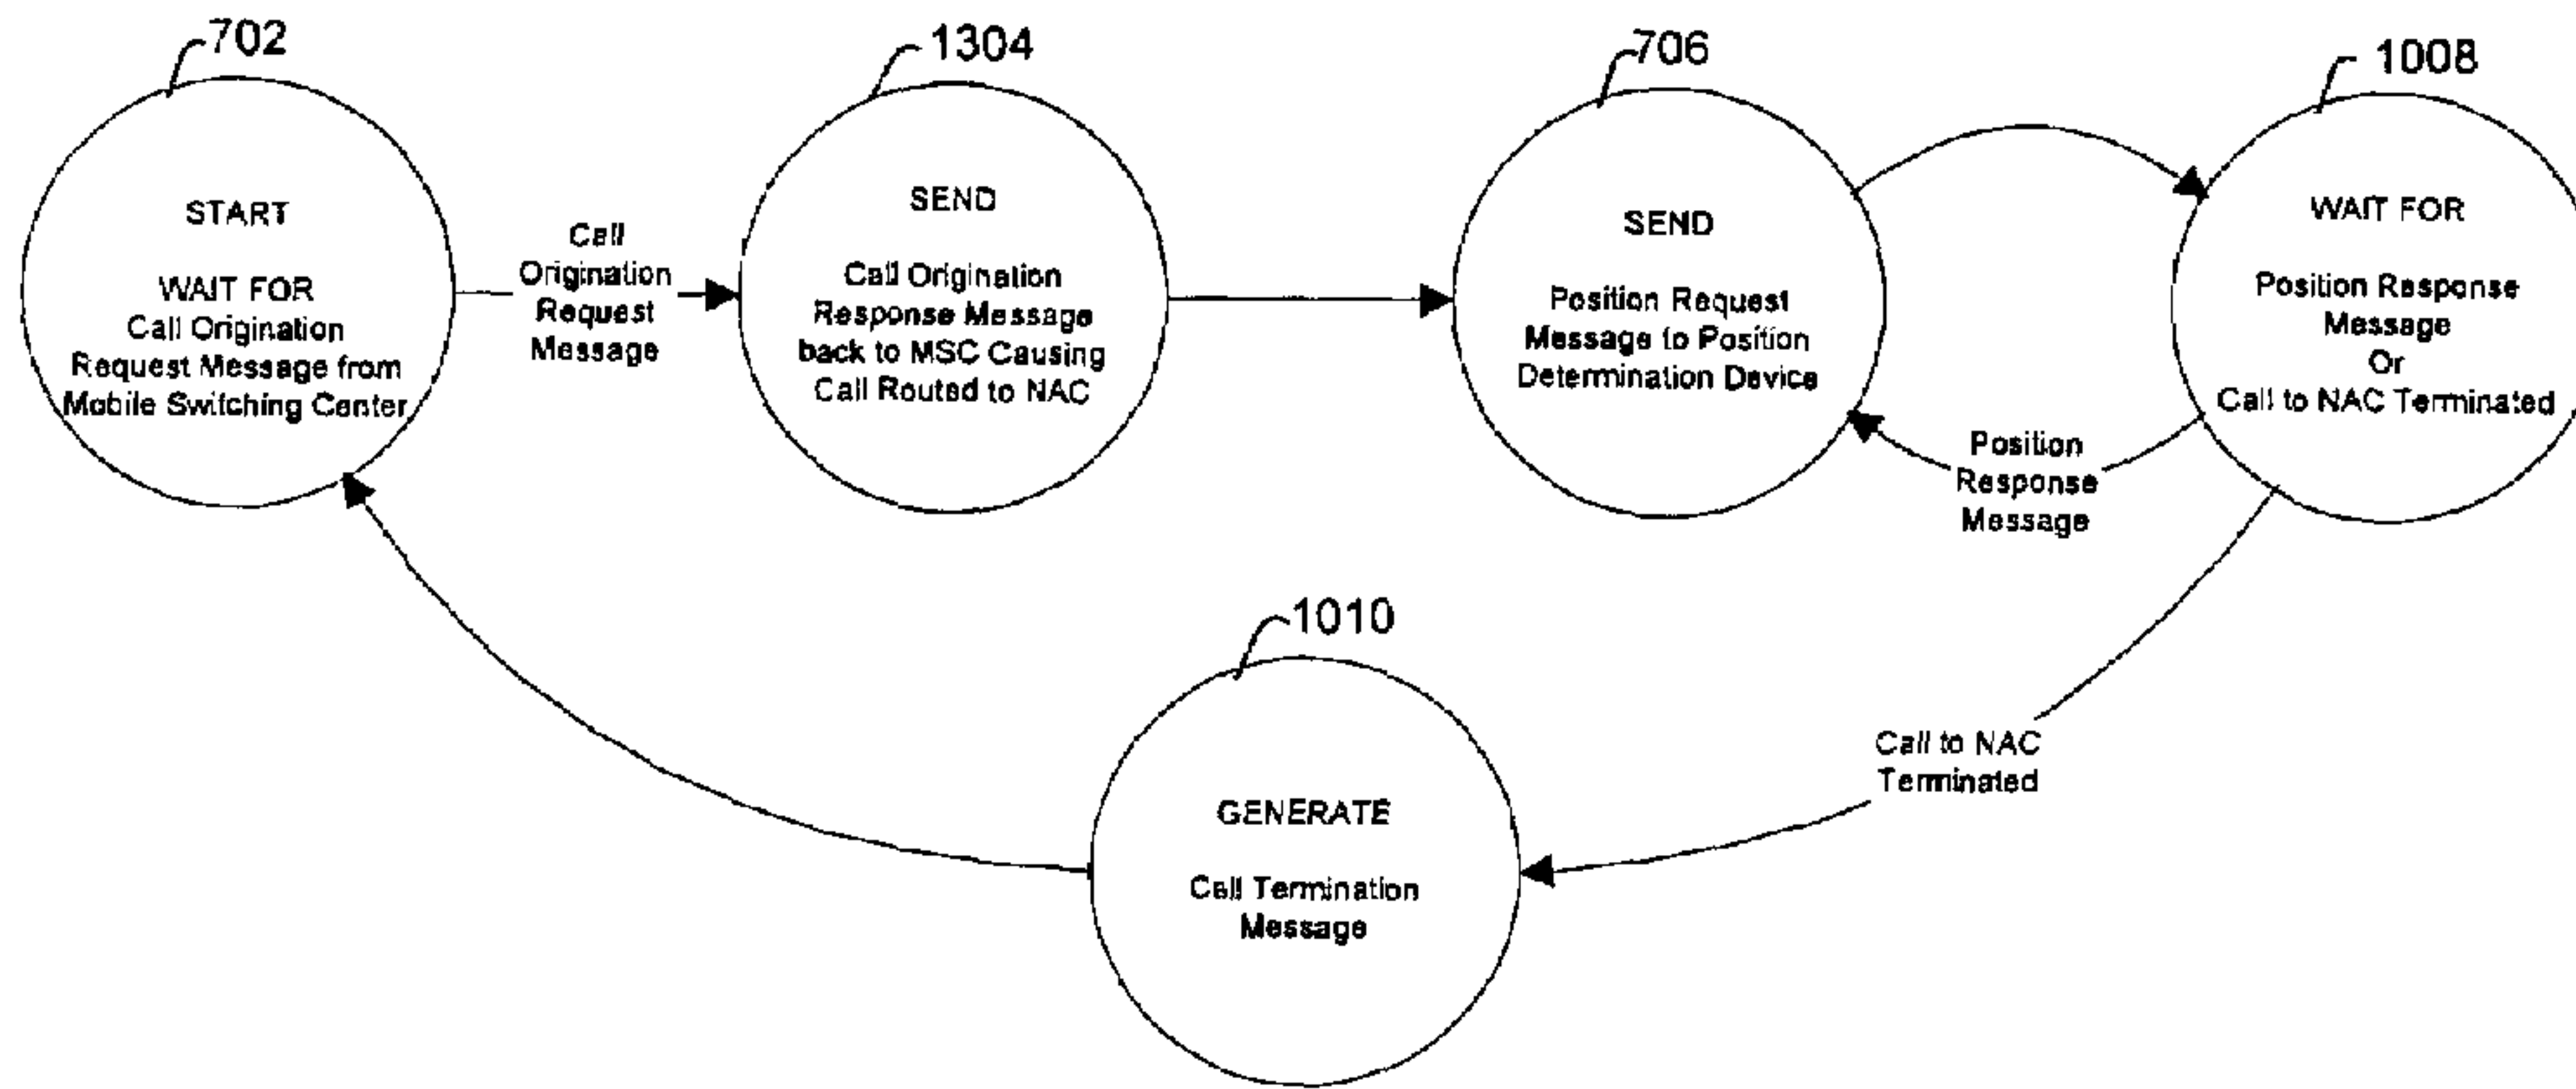 702
START
WAIT FOR
Call Origination
Request Message from
Mobile Switching Center
Call
Origination
Request
Message
1304
SEND
Call Origination
Response Message
back to MSC Causing
Call Routed to NAC
706
SEND
Position Request
Message to Position
Determination Device
1008
WAIT FOR
Position Response
Message
Or
Call to NAC Terminated
Position
Response
Message
Call to NAC
Terminated
1010
GENERATE
Call Termination
Message